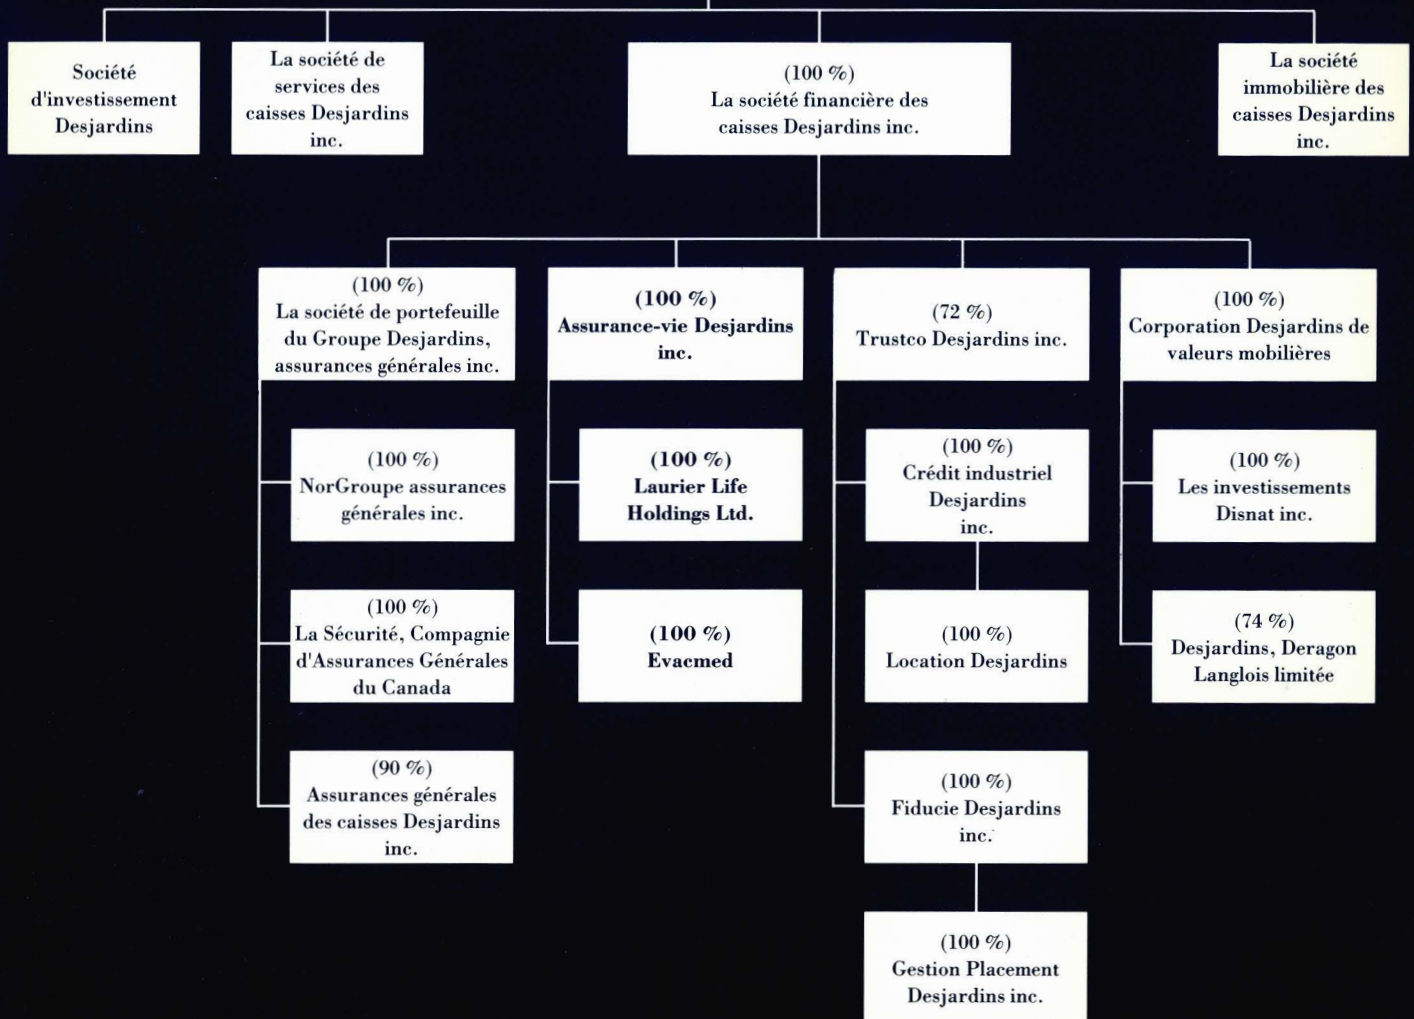 Société
d'investissement
Desjardins
La société de
services des
caisses Desjardins
inc.
(100 %)
La société financière des
caisses Desjardins inc.
La société
immobilière des
caisses Desjardins
inc.
(100 %)
La société de portefeuille
du Groupe Desjardins,
assurances générales inc.
(100 %)
Assurance-vie Desjardins
inc.
(72 %)
Trustco Desjardins inc.
(100 %)
Corporation Desjardins de
valeurs mobilières
(100 %)
NorGroupe assurances
générales inc.
(100 %)
Laurier Life
Holdings Ltd.
(100 %)
Crédit industriel
Desjardins
inc.
(100 %)
Les investissements
Disnat inc.
(100 %)
La Sécurité, Compagnie
d'Assurances Générales
du Canada
(100 %)
Evacmed
(100 %)
Location Desjardins
(74 %)
Desjardins, Deragon
Langlois limitée
(90 %)
Assurances générales
des caisses Desjardins
inc.
(100 %)
Fiducie Desjardins
inc.
(100 %)
Gestion Placement
Desjardins inc.